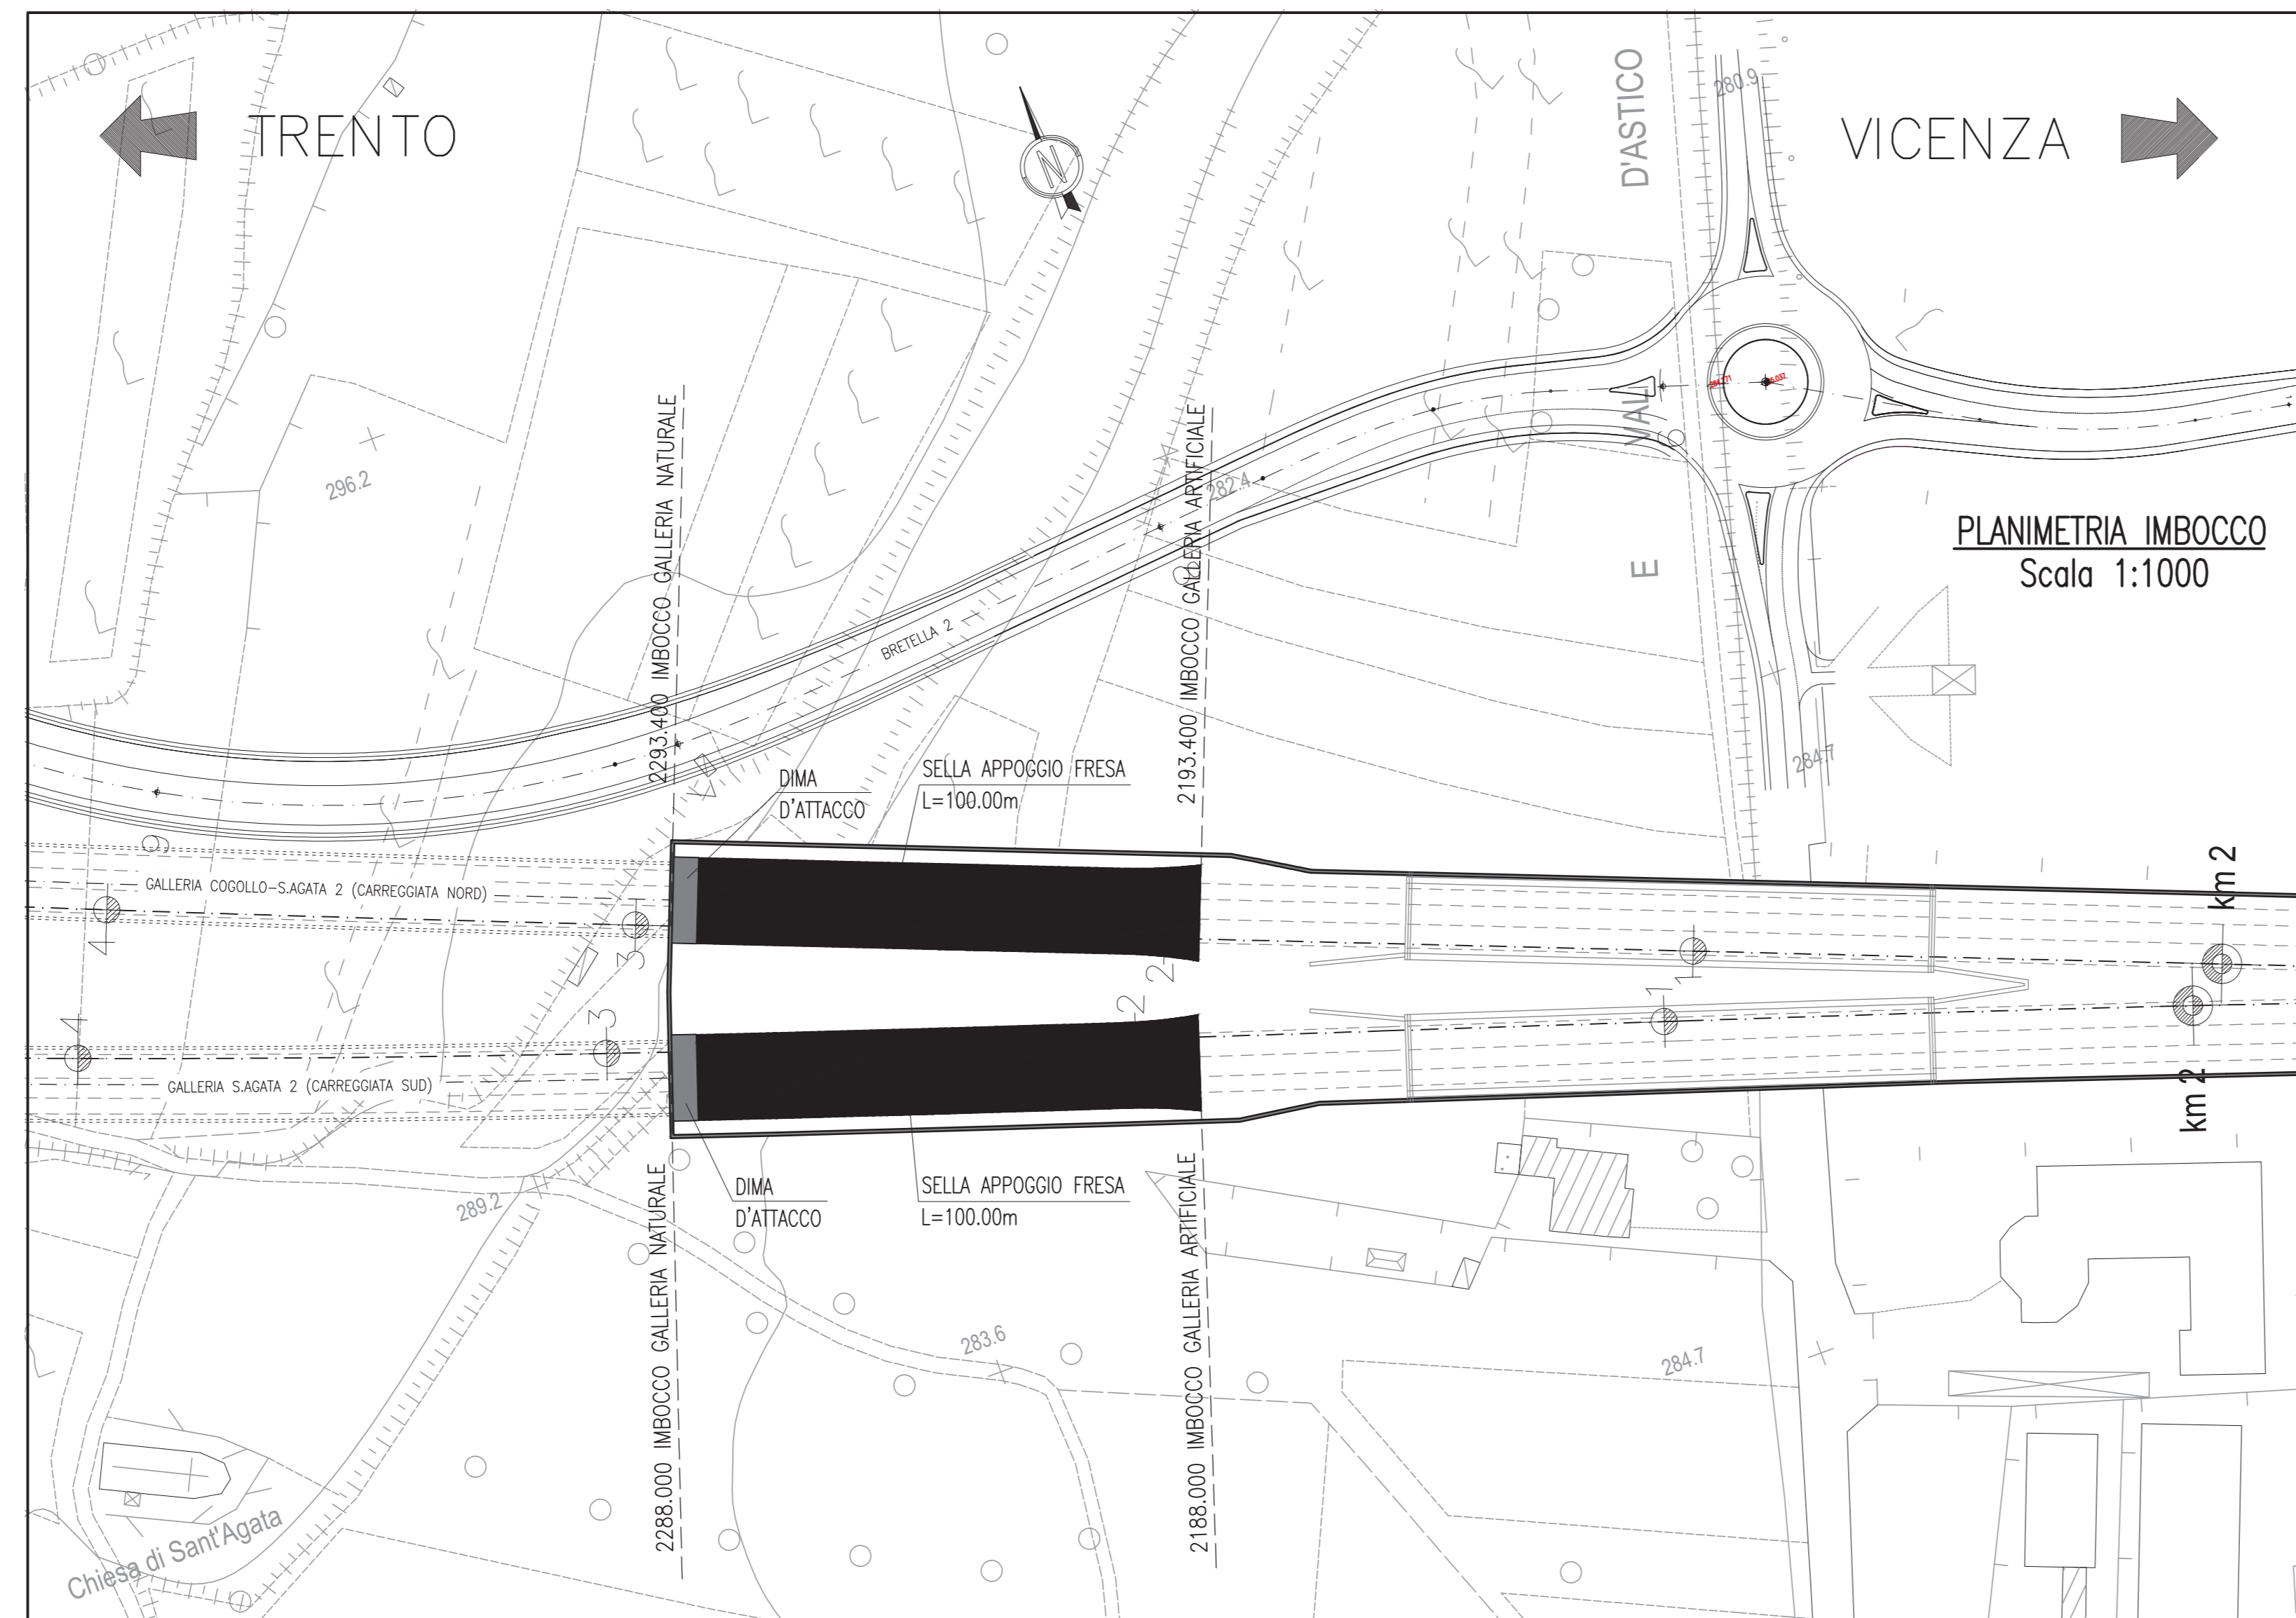 TRENTO
N
D'ASTICO
280.9
VICENZA
VAL
E
PLANIMETRIA IMBOCCO
Scala 1:1000
296.2
282.4
2293.400 IMBOCCO GALLERIA NATURALE
2193.400 IMBOCCO GALLERIA ARTIFICIALE
BRETELLA 2
284.7
DIMA
D'ATTACCO
SELLA APPOGGIO FRESA
L=100.00m
GALLERIA COGOLLO-S.AGATA 2 (CARREGGIATA NORD)
4
3
2
1
km 2
4
3
2
1
km 2
GALLERIA S.AGATA 2 (CARREGGIATA SUD)
DIMA
D'ATTACCO
SELLA APPOGGIO FRESA
L=100.00m
289.2
2288.000 IMBOCCO GALLERIA NATURALE
2188.000 IMBOCCO GALLERIA ARTIFICIALE
283.6
284.7
Chiesa di Sant'Agata